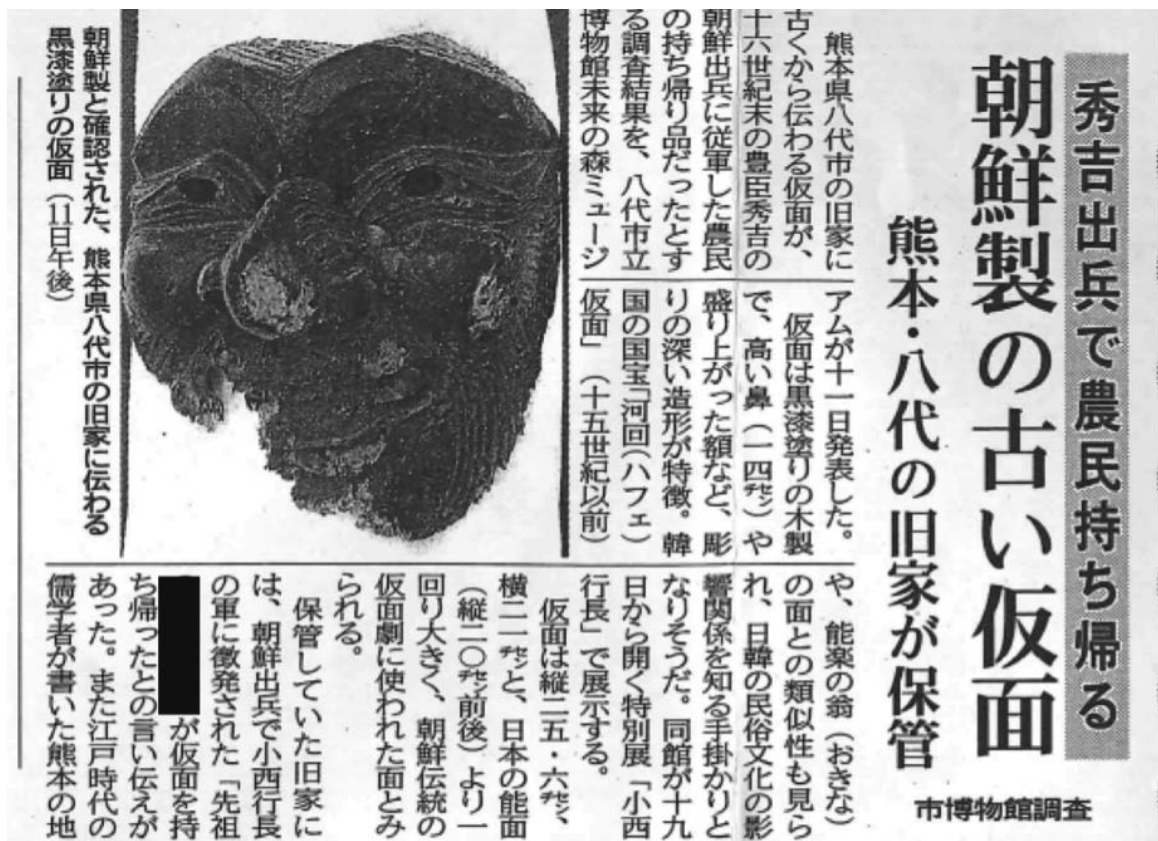 秀吉出兵で農民持ち帰る
朝鮮製の古い仮面
熊本・八代の旧家が保管
市博物館調査
熊本県八代市の旧家に
古くから伝わる仮面が、
十六世紀末の豊臣秀吉の
朝鮮出兵に従軍した農民
の持ち帰り品だったとす
る調査結果を、八代市立
博物館未来の森ミュージ
アムが十一日発表した。
仮面は黒漆塗りの木製
で、高い鼻（一四㌢）や
盛り上がった額など、彫
りの深い造形が特徴。韓
国の国宝「河回（ハフェ）
仮面」（十五世紀以前）
や、能楽の翁（おきな）
の面との類似性も見ら
れ、日韓の民俗文化の影
響関係を知る手掛かりと
なりそうだ。同館が十九
日から開く特別展「小西
行長」で展示する。
仮面は縦二五・六㌢、
横二一㌢と、日本の能面
（縦二〇㌢前後）より一
回り大きく、朝鮮伝統の
仮面劇に使われた面とみ
られる。
保管していた旧家に
は、朝鮮出兵で小西行長
の軍に徴発された「先祖
が仮面を持
ち帰ったとの言い伝えが
あった。また江戸時代の
儒学者が書いた熊本の地
朝鮮製と確認された、熊本県八代市の旧家に伝わる
黒漆塗りの仮面（11日午後）